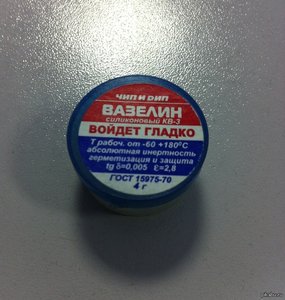 ЧИП И ДИП
ВАЗЕЛИН
СИЛИКОНОВЫЙ КВ-3
ВОЙДЕТ ГЛАДКО
Т рабоч. от -60 +180ºС
абсолютная инертность
герметизация и защита
tg δ=0,005 ε=2,8
ГОСТ 15975-70
4 г